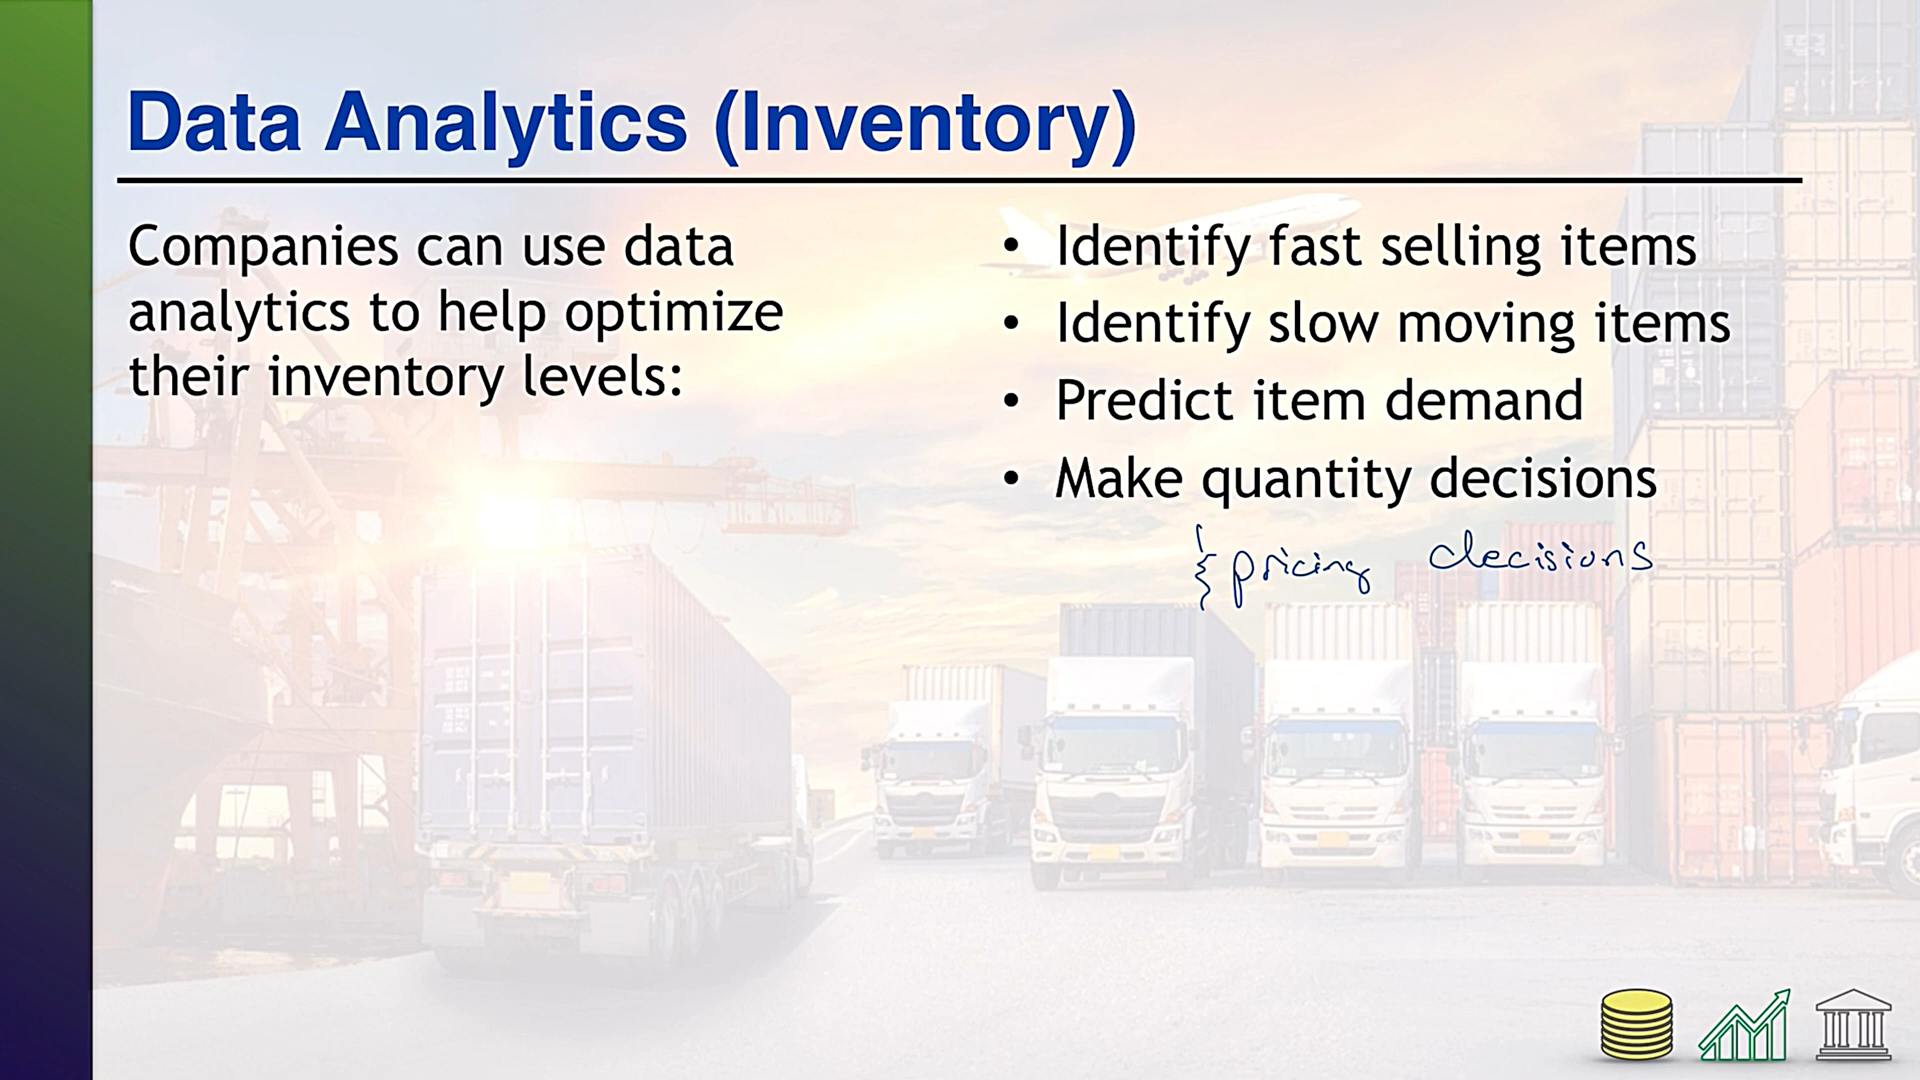 Data Analytics (Inventory)
Companies can use data
analytics to help optimize
their inventory levels:
• Identify fast selling items
• Identify slow moving items
• Predict item demand
• Make quantity decisions
& pricing decisions